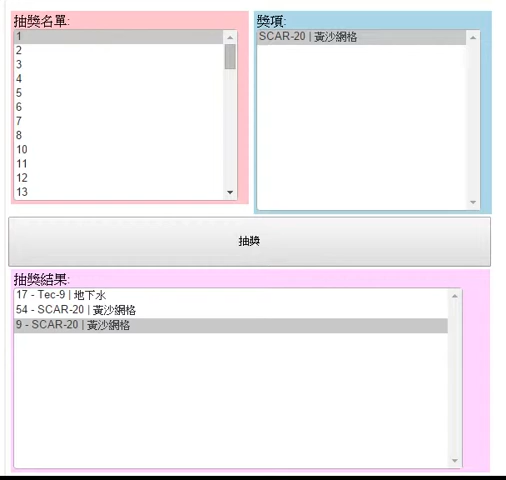 抽獎名單:
1
2
3
4
5
6
7
8
10
11
12
13
獎項:
SCAR-20 | 黃沙網格
抽獎
抽獎結果:
17 - Tec-9 | 地下水
54 - SCAR-20 | 黃沙網格
9 - SCAR-20 | 黃沙網格